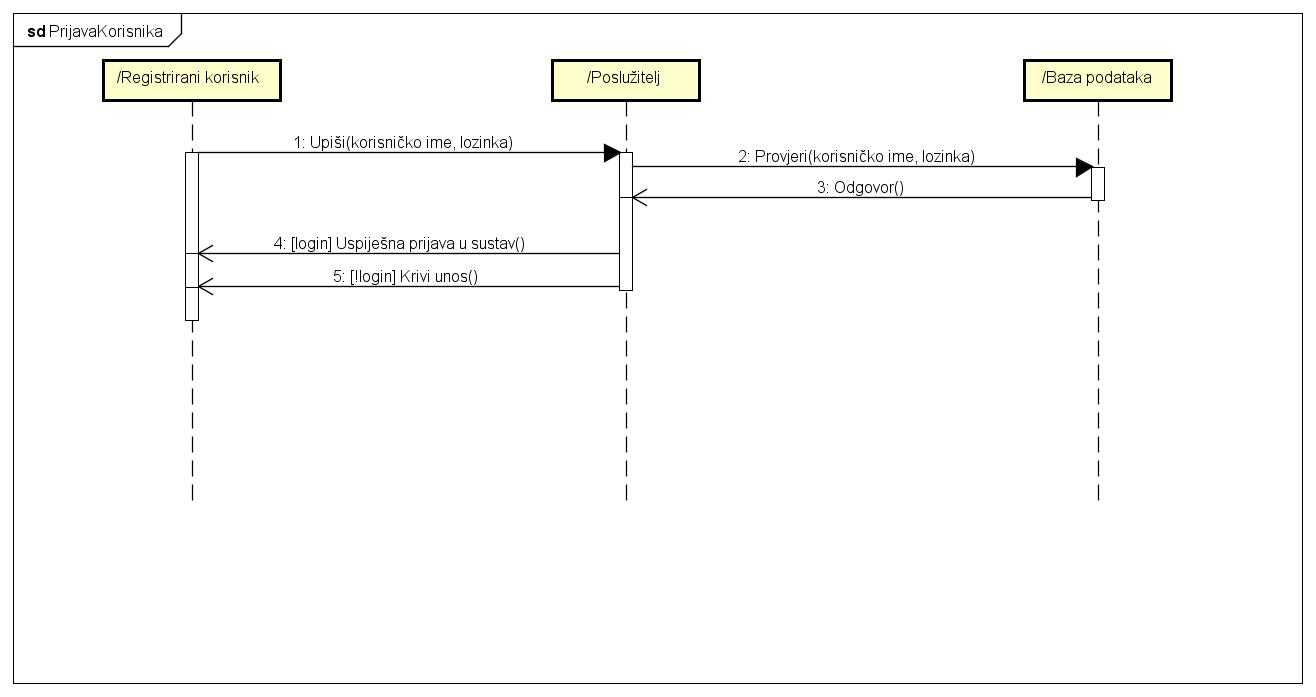 sd PrijavaKorisnika
/Registrirani korisnik
/Poslužitelj
/Baza podataka
1: Upiši(korisničko ime, lozinka)
2: Provjeri(korisničko ime, lozinka)
3: Odgovor()
4: [login] Uspiješna prijava u sustav()
5: [!login] Krivi unos()